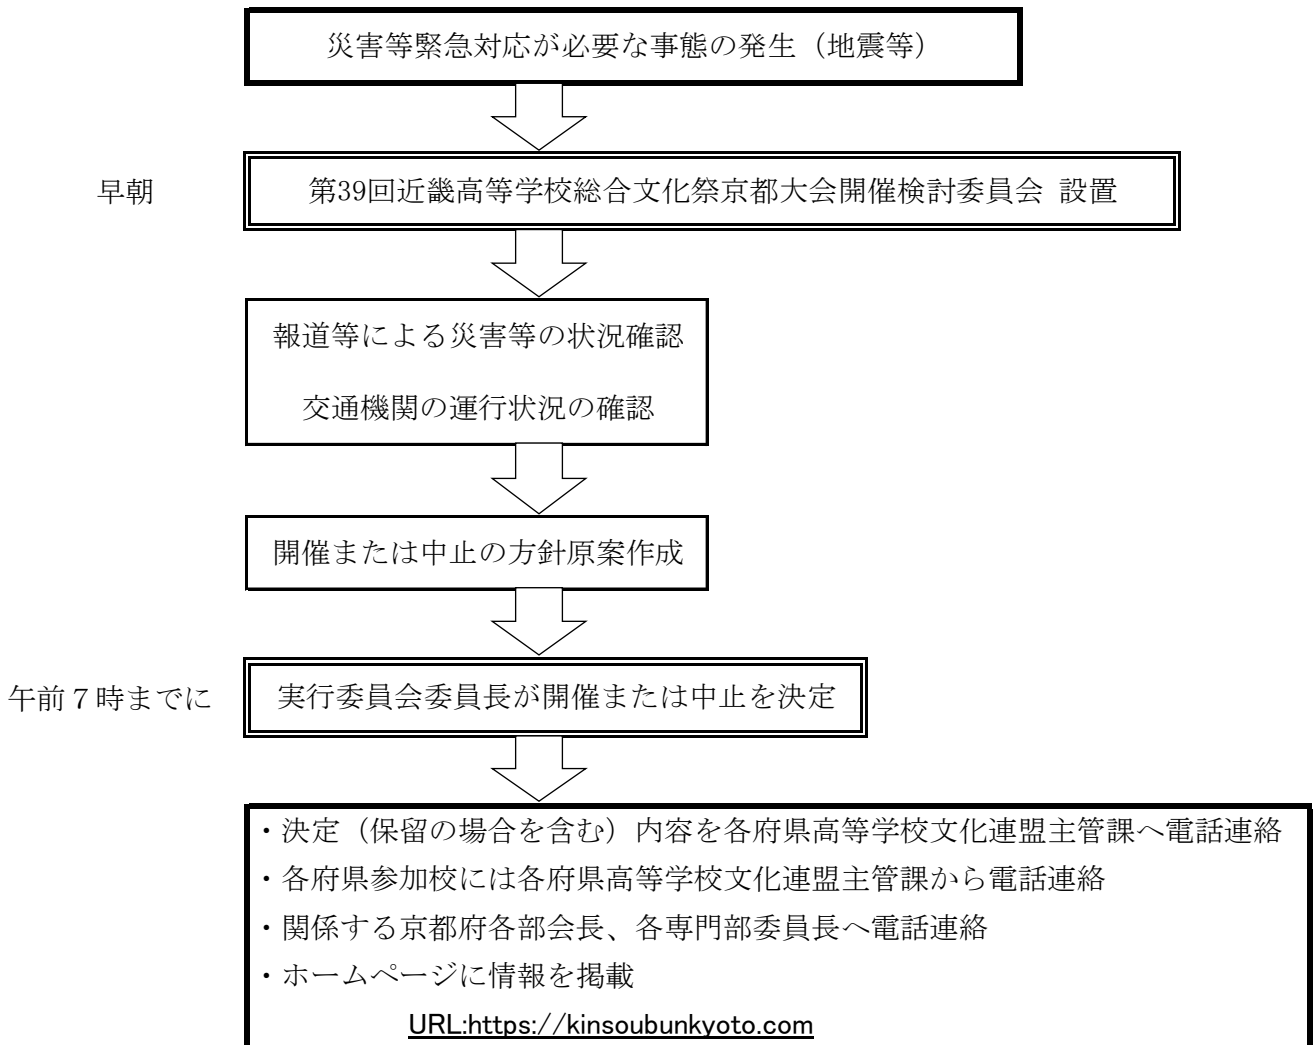 災害等緊急対応が必要な事態の発生（地震等）
早朝
第39回近畿高等学校総合文化祭京都大会開催検討委員会 設置
報道等による災害等の状況確認
交通機関の運行状況の確認
開催または中止の方針原案作成
午前７時までに
実行委員会委員長が開催または中止を決定
・決定（保留の場合を含む）内容を各府県高等学校文化連盟主管課へ電話連絡
・各府県参加校には各府県高等学校文化連盟主管課から電話連絡
・関係する京都府各部会長、各専門部委員長へ電話連絡
・ホームページに情報を掲載
URL:https://kinsoubunkyoto.com